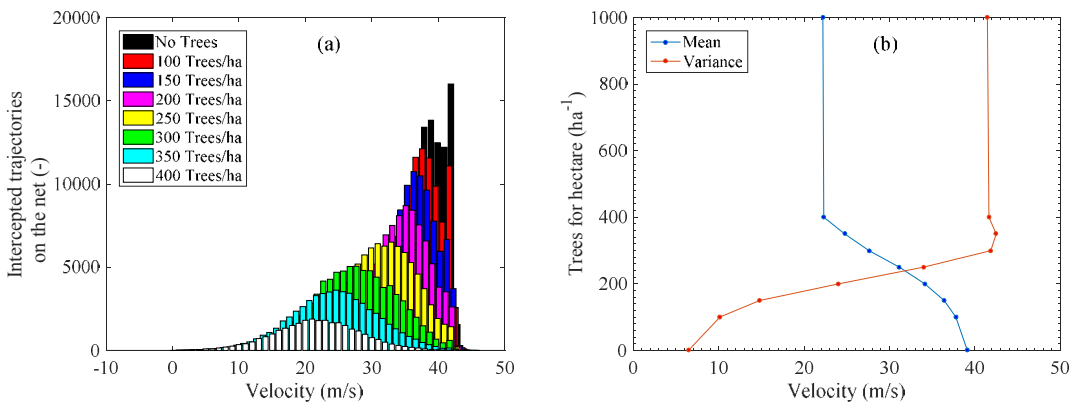 20000
15000
10000
5000
0
Intercepted trajectories
on the net (-)
(a)
No Trees
100 Trees/ha
150 Trees/ha
200 Trees/ha
250 Trees/ha
300 Trees/ha
350 Trees/ha
400 Trees/ha
-10 0 10 20 30 40 50
Velocity (m/s)
1000
800
600
400
200
0
Trees for hectare (ha-1)
Mean
Variance
(b)
0 10 20 30 40 50
Velocity (m/s)